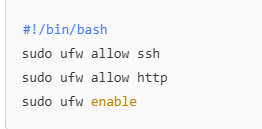 #!/bin/bash
sudo ufw allow ssh
sudo ufw allow http
sudo ufw enable